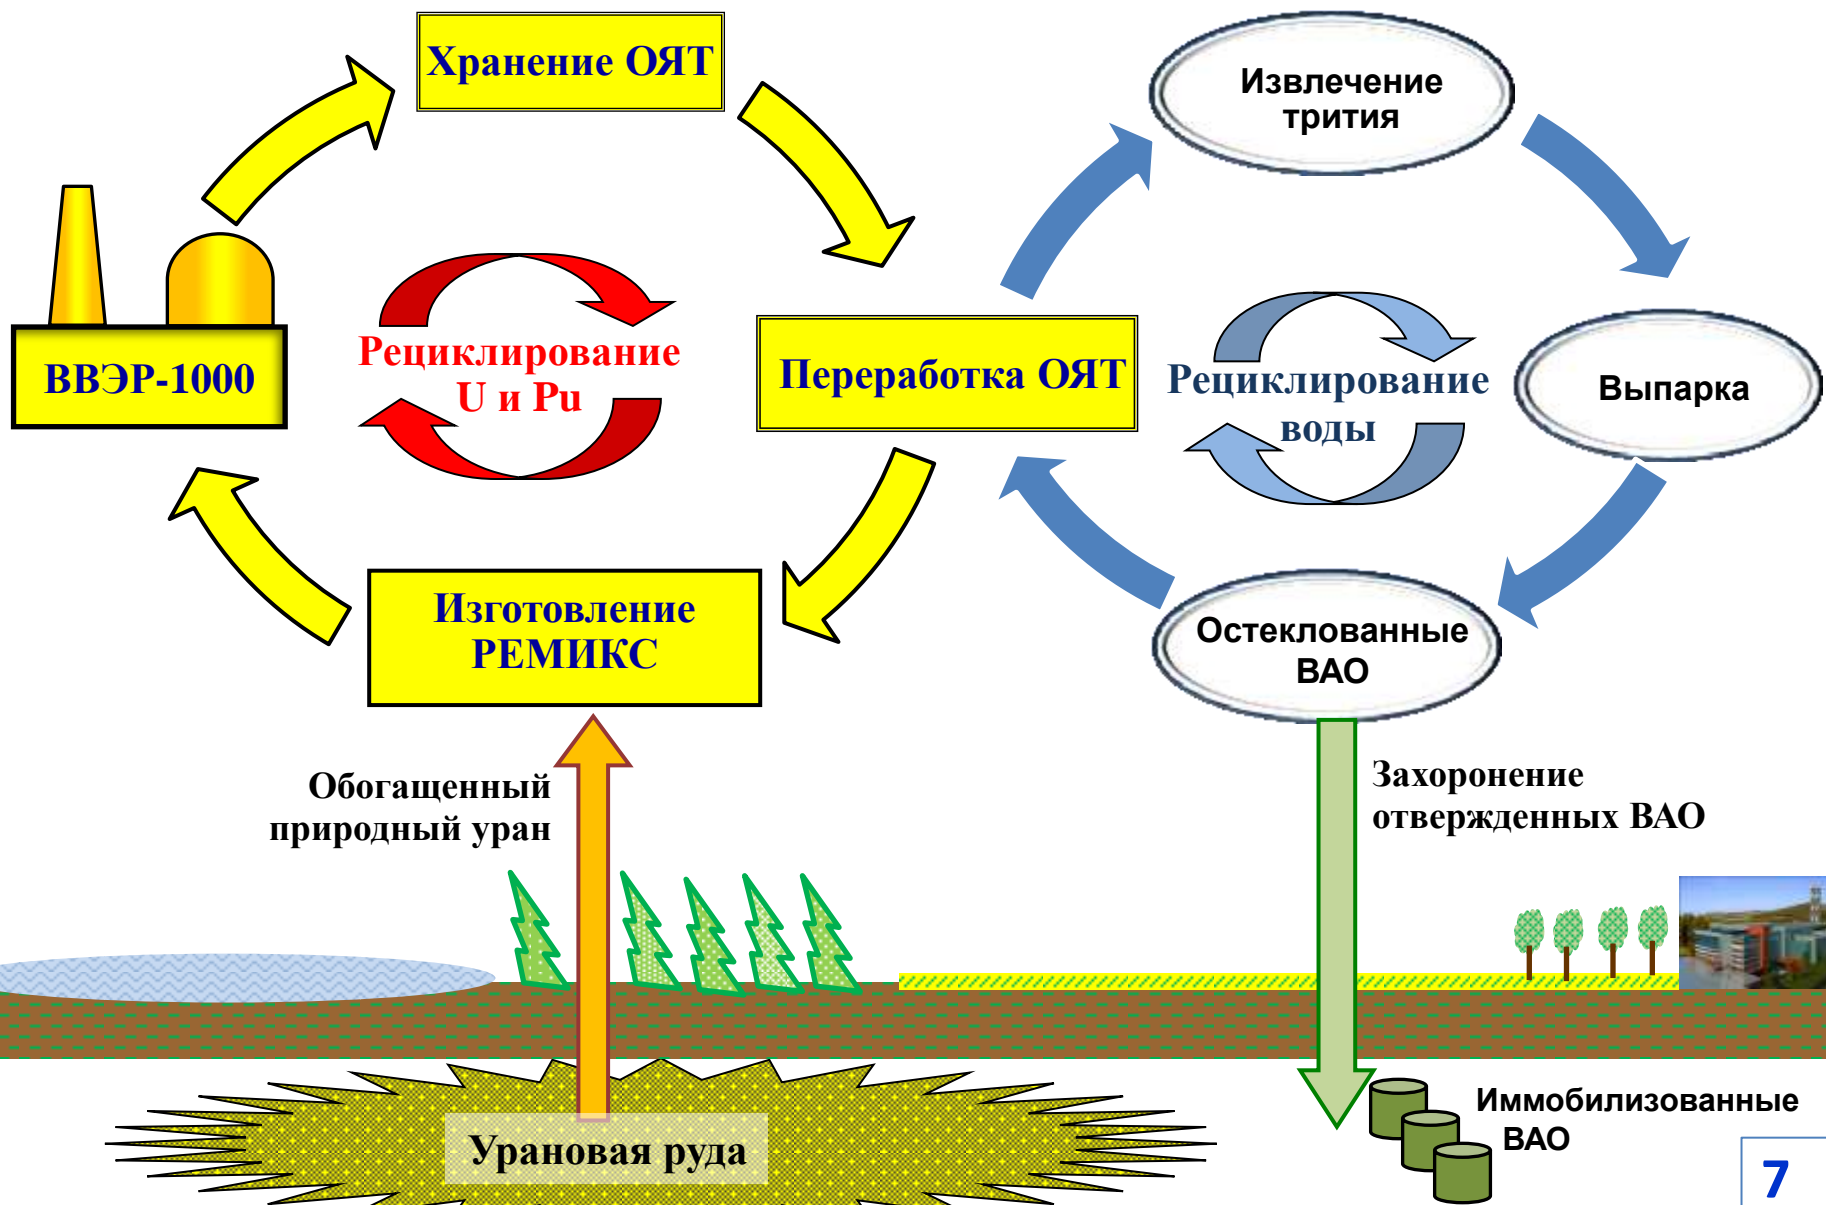 Хранение ОЯТ
Извлечение
трития
ВВЭР-1000
Рециклирование
U и Pu
Переработка ОЯТ
Рециклирование
воды
Выпарка
Изготовление
РЕМИКС
Остеклованные
ВАО
Обогащенный
природный уран
Захоронение
отвержденных ВАО
Урановая руда
Иммобилизованные
ВАО
7